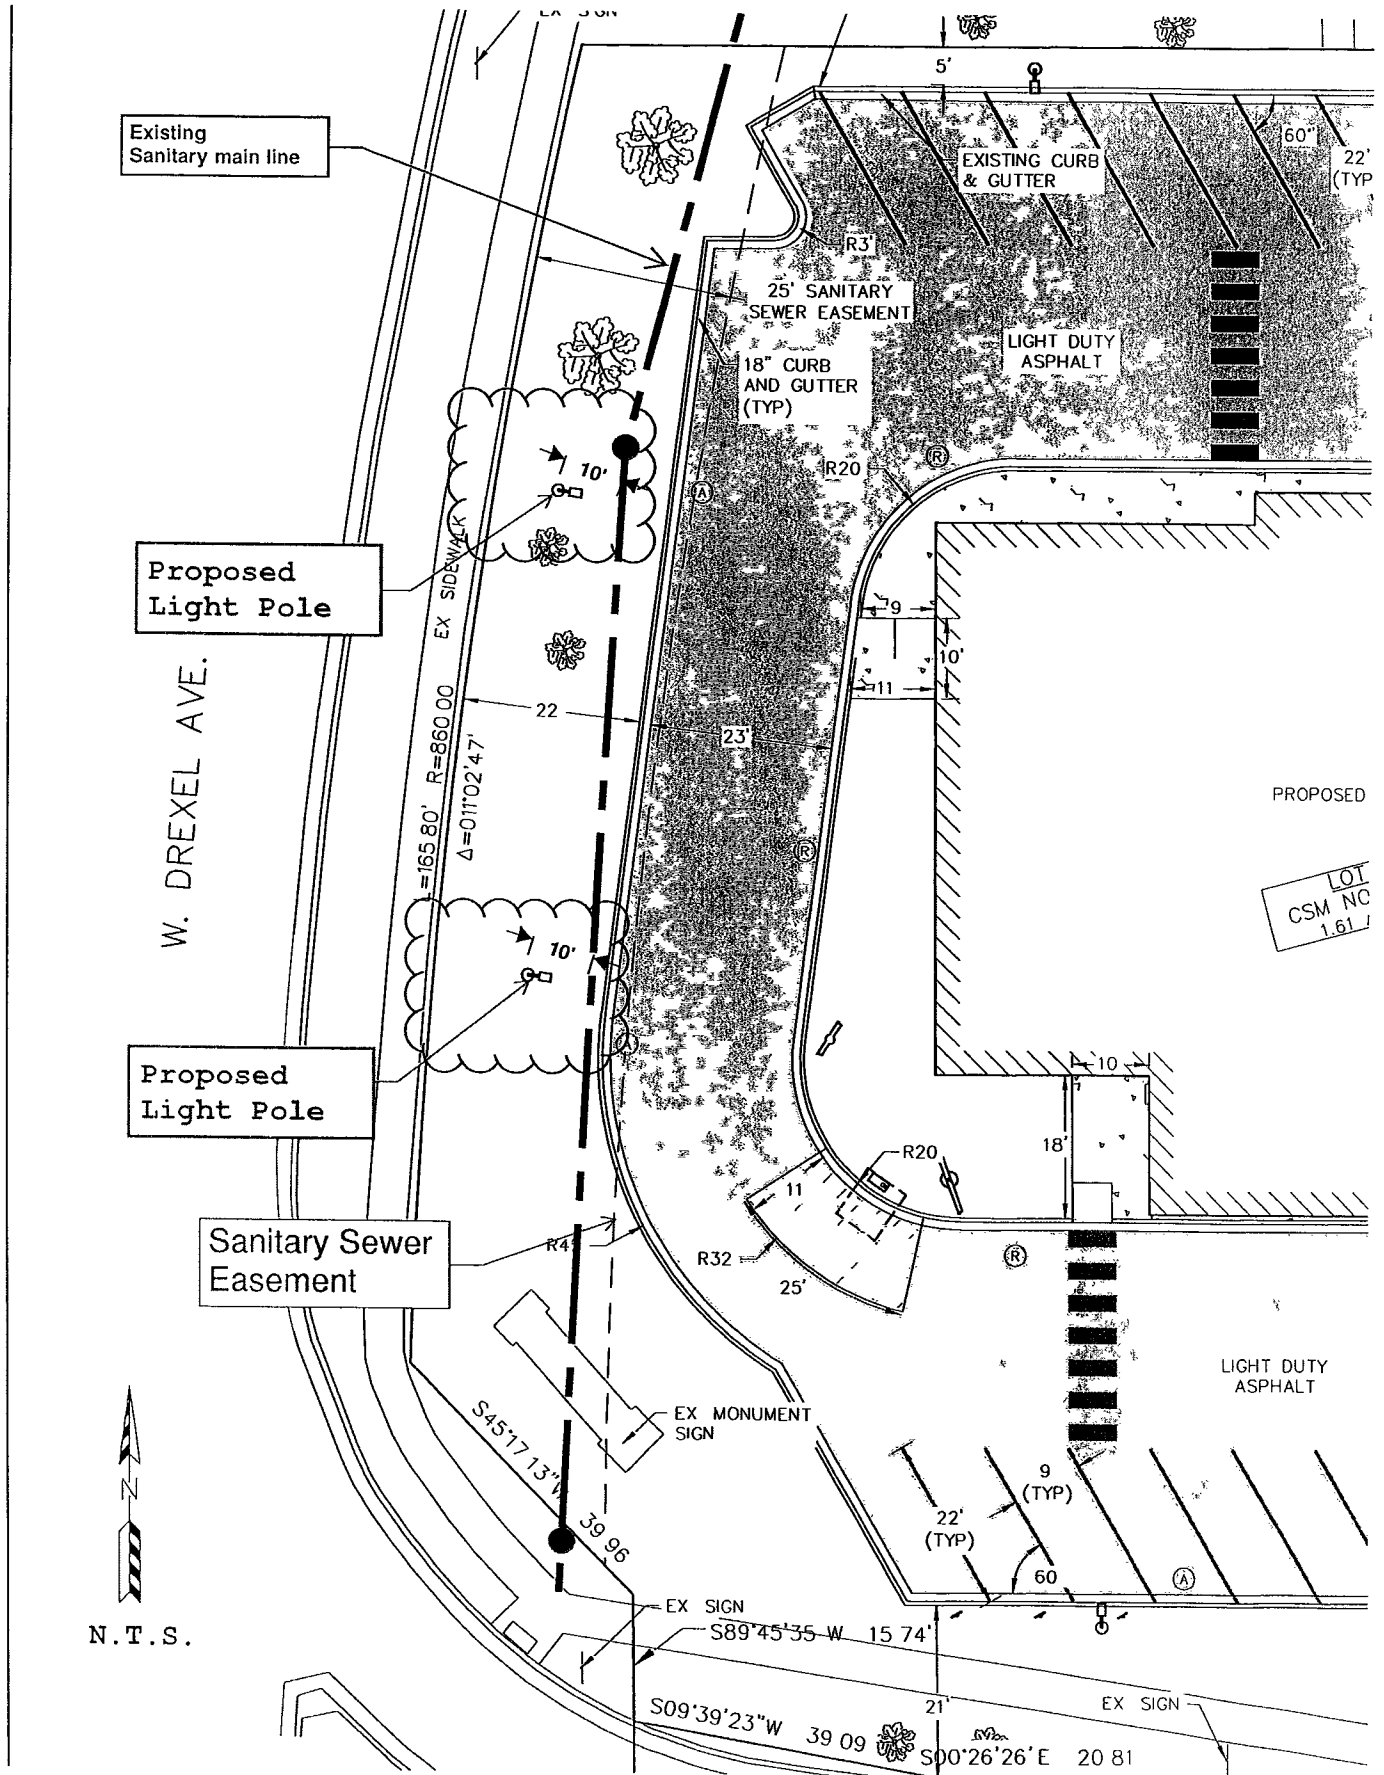 Existing
Sanitary main line
5'
60"
22'
(TYP
EXISTING CURB
& GUTTER
R3'
25' SANITARY
SEWER EASEMENT
18" CURB
AND GUTTER
(TYP)
LIGHT DUTY
ASPHALT
R20
R
10'
A
Proposed
Light Pole
EX SIDEWALK
9
10'
11
22
23'
W. DREXEL AVE.
L=165 80' R=860 00
Δ=011°02'47'
PROPOSED
R
LOT
CSM NO
1.61
10'
A
Proposed
Light Pole
10
18'
R20
11
R32
25'
R
Sanitary Sewer
Easement
EX MONUMENT
SIGN
S45°17 13"W 39 96
LIGHT DUTY
ASPHALT
9
(TYP)
22'
(TYP)
60
A
N
N.T.S.
EX SIGN
S89°45'35 W 15 74'
21'
EX SIGN
S09°39'23"W 39 09
S00°26'26'E 20 81